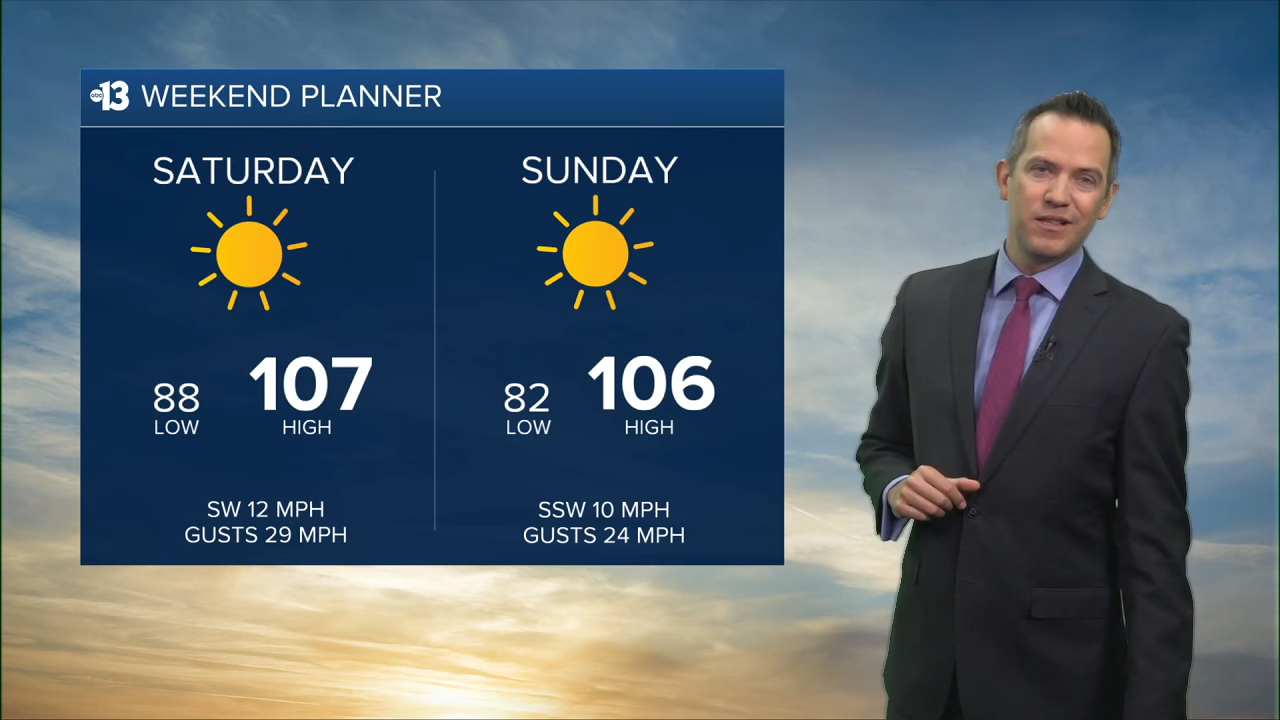 abc 13 WEEKEND PLANNER
SATURDAY
88 107
LOW HIGH
SW 12 MPH
GUSTS 29 MPH
SUNDAY
82 106
LOW HIGH
SSW 10 MPH
GUSTS 24 MPH